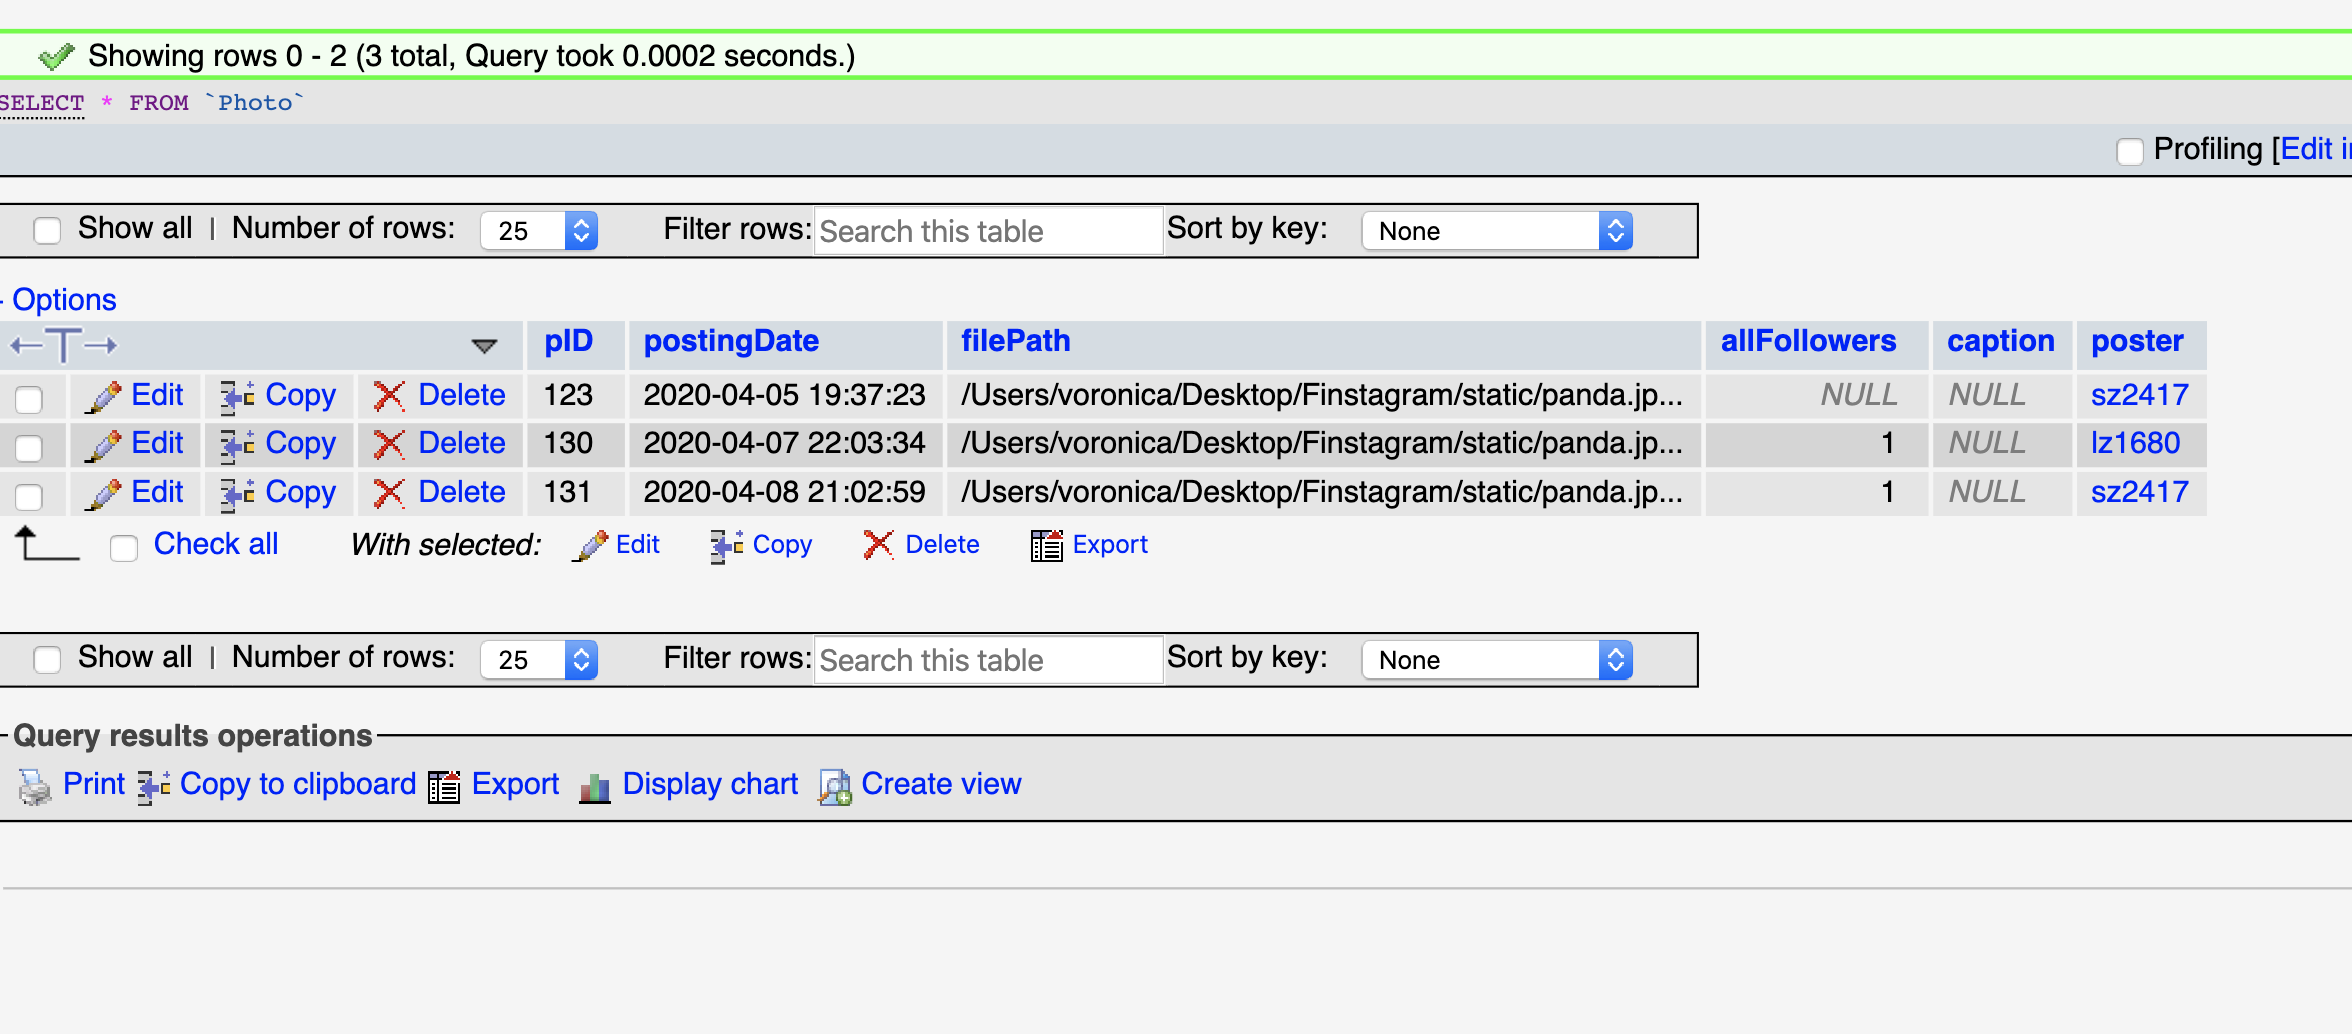 Showing rows 0 - 2 (3 total, Query took 0.0002 seconds.)
SELECT * FROM `Photo`
Profiling [Edit in
Show all | Number of rows: 25 Filter rows: Search this table Sort by key: None
- Options
pID postingDate filePath allFollowers caption poster
Edit Copy Delete 123 2020-04-05 19:37:23 /Users/voronica/Desktop/Finstagram/static/panda.jp... NULL NULL sz2417
Edit Copy Delete 130 2020-04-07 22:03:34 /Users/voronica/Desktop/Finstagram/static/panda.jp... 1 NULL lz1680
Edit Copy Delete 131 2020-04-08 21:02:59 /Users/voronica/Desktop/Finstagram/static/panda.jp... 1 NULL sz2417
Check all With selected: Edit Copy Delete Export
Show all | Number of rows: 25 Filter rows: Search this table Sort by key: None
Query results operations
Print Copy to clipboard Export Display chart Create view